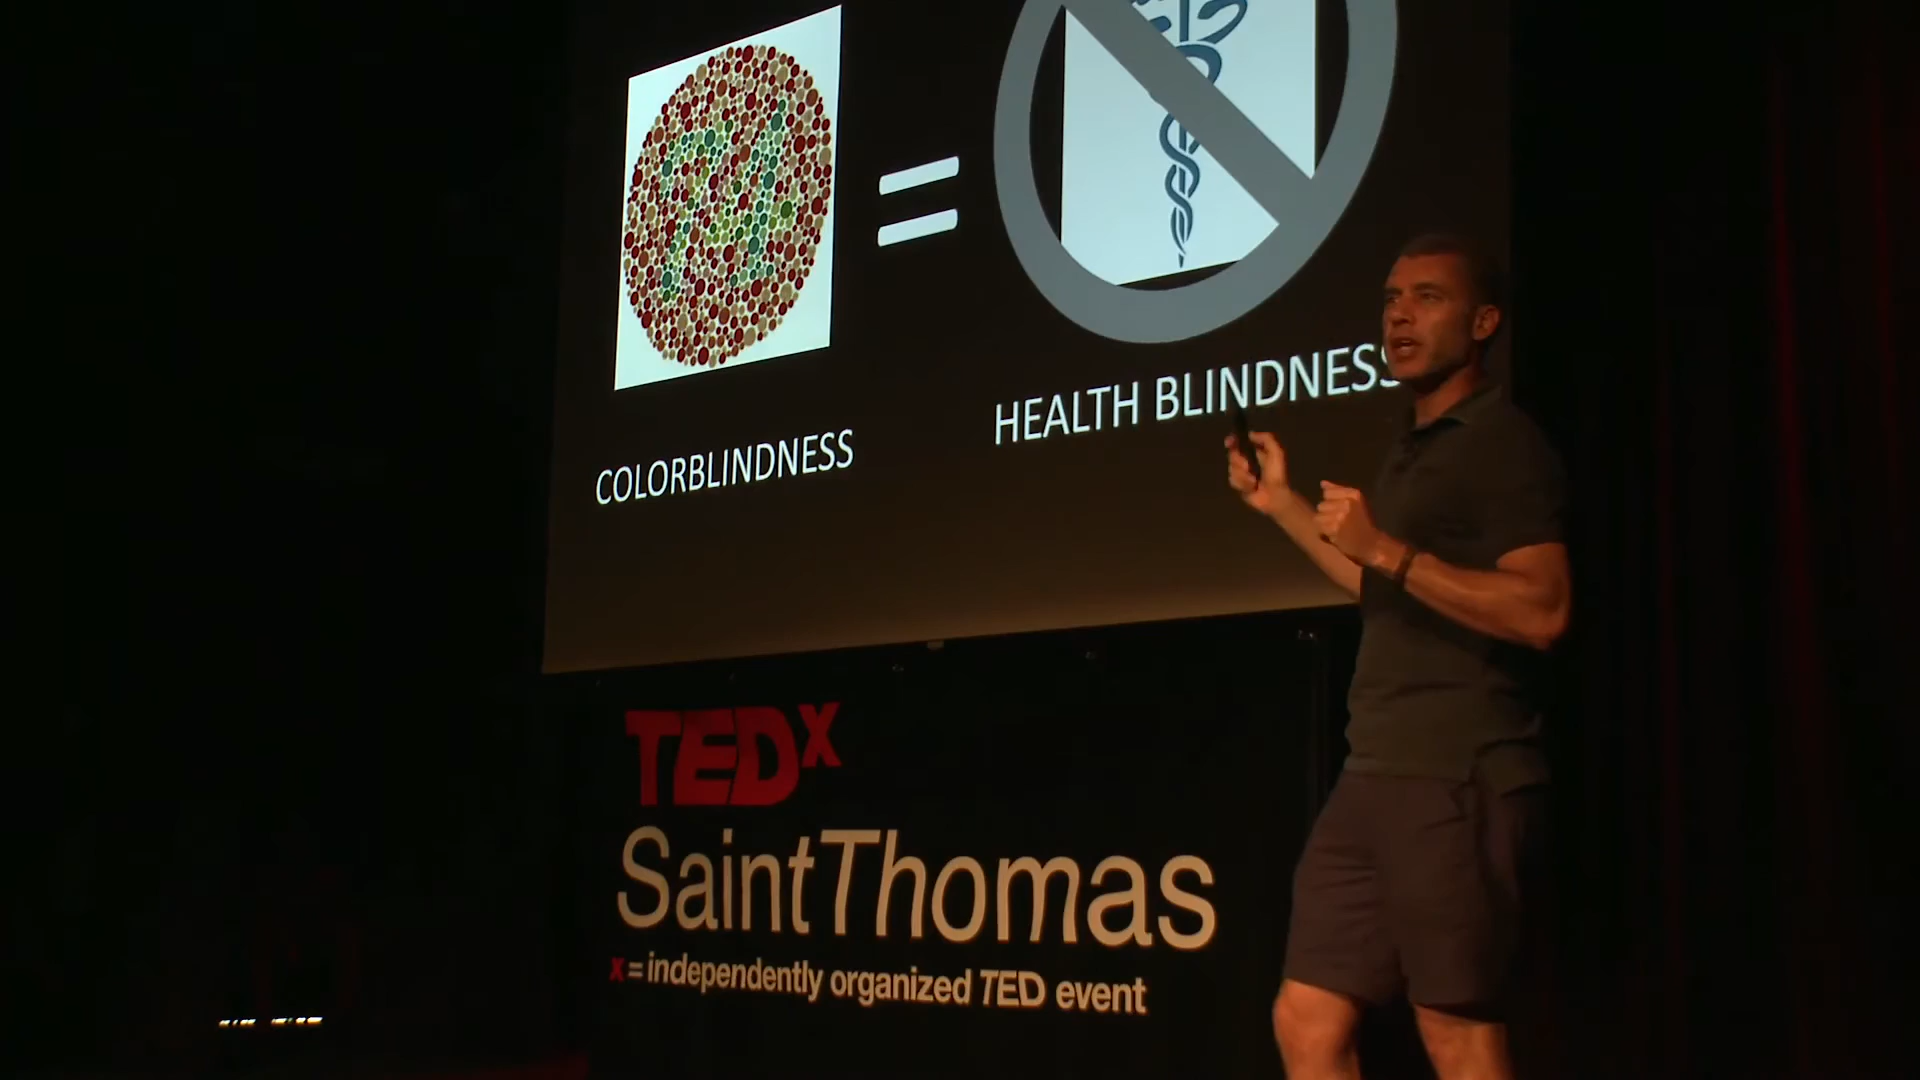 COLORBLINDNESS
=
HEALTH BLINDNESS
TEDx
SaintThomas
x = independently organized TED event